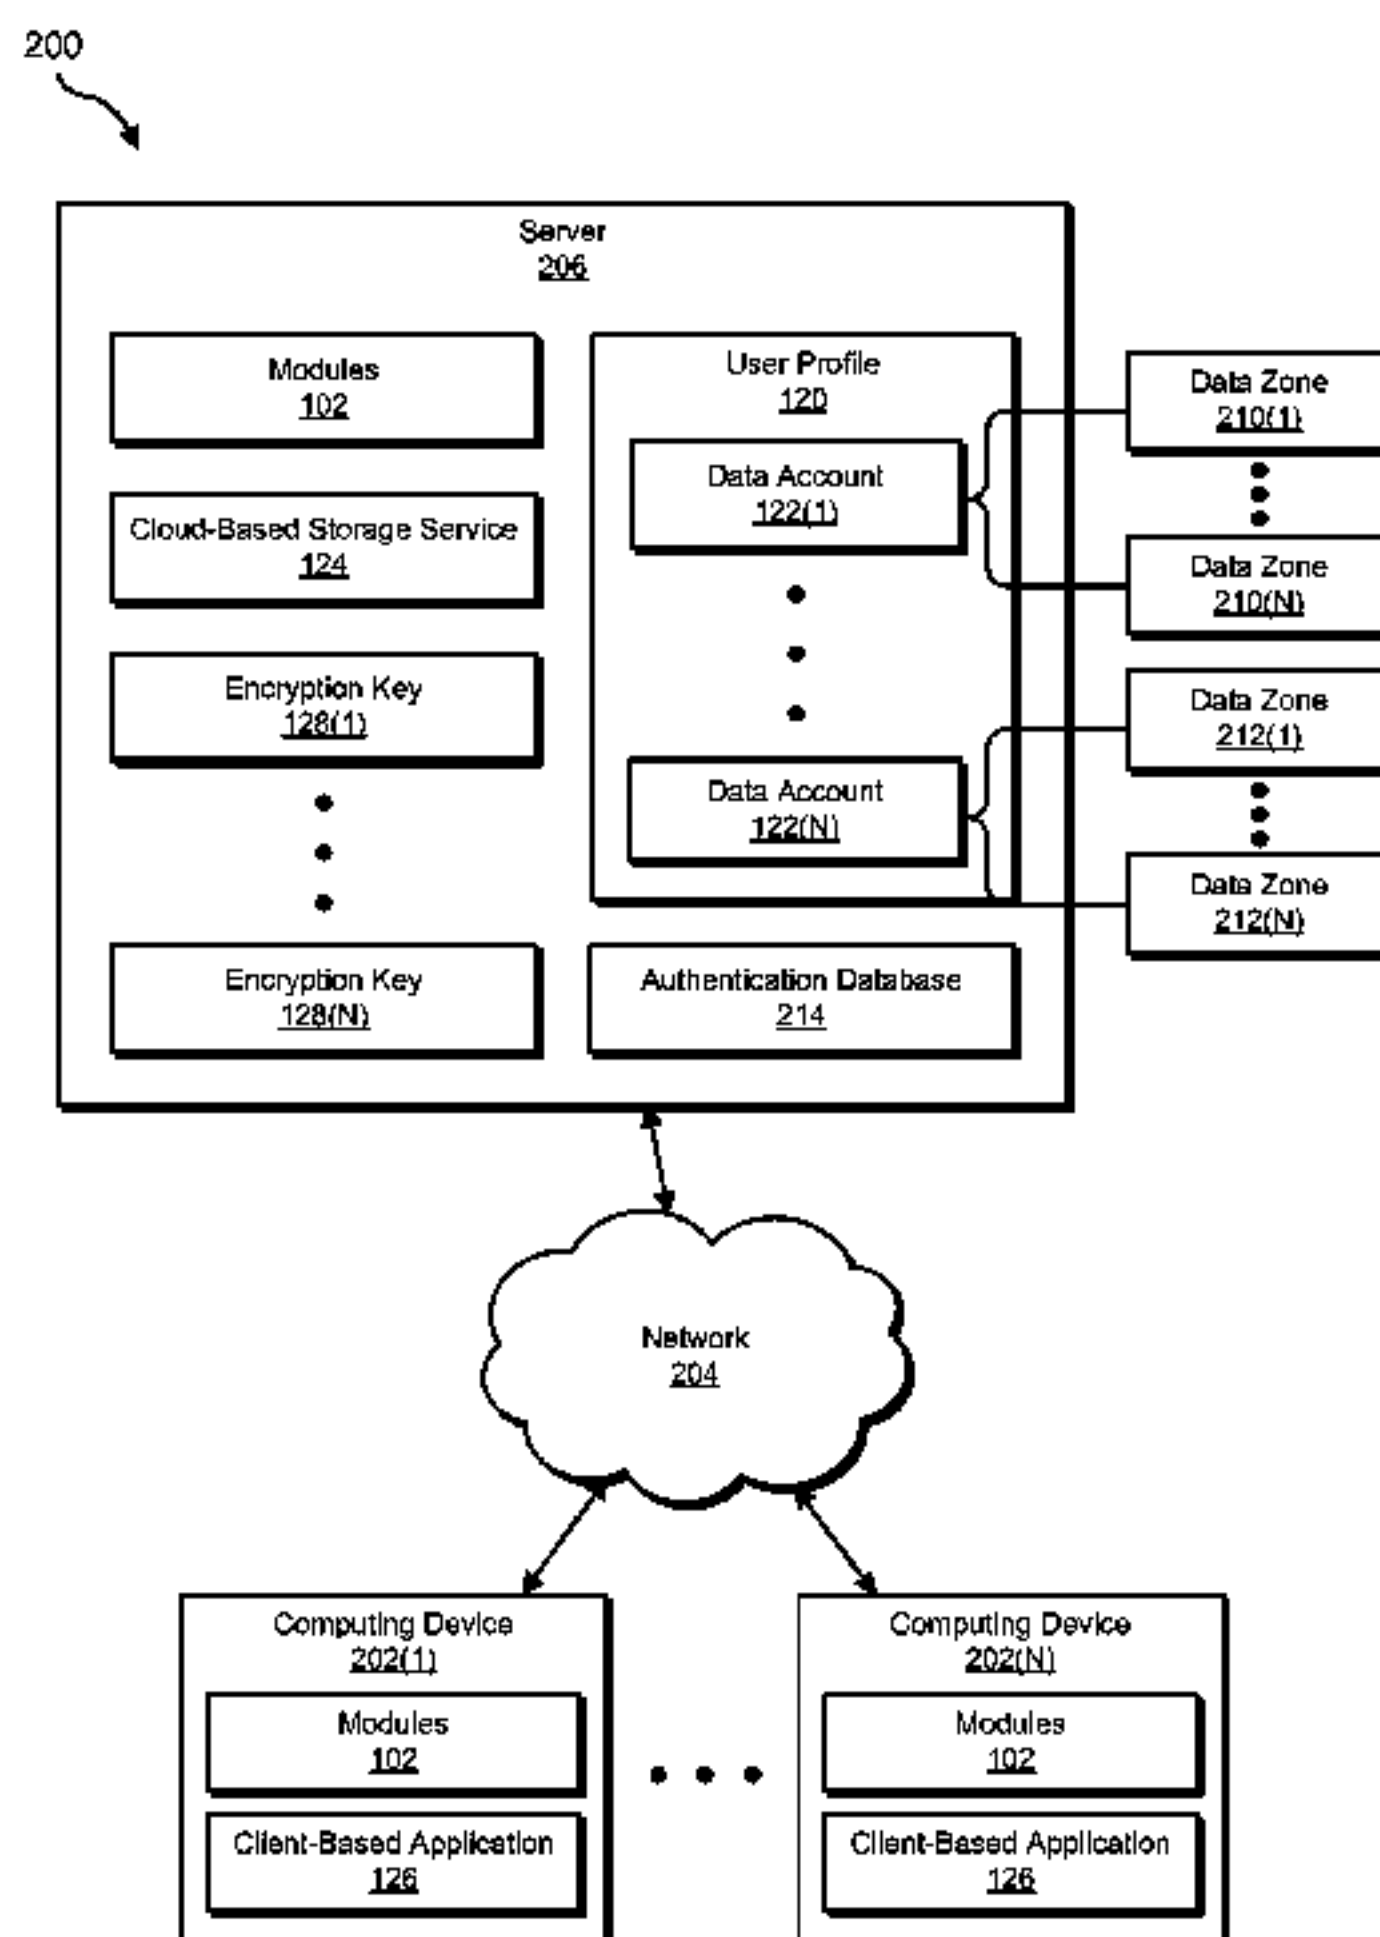 200
Server
206
Modules
102
Cloud-Based Storage Service
124
Encryption Key
128(1)
Encryption Key
128(N)
User Profile
120
Data Account
122(1)
Data Account
122(N)
Authentication Database
214
Data Zone
210(1)
Data Zone
210(N)
Data Zone
212(1)
Data Zone
212(N)
Network
204
Computing Device
202(1)
Modules
102
Client-Based Application
126
Computing Device
202(N)
Modules
102
Client-Based Application
126